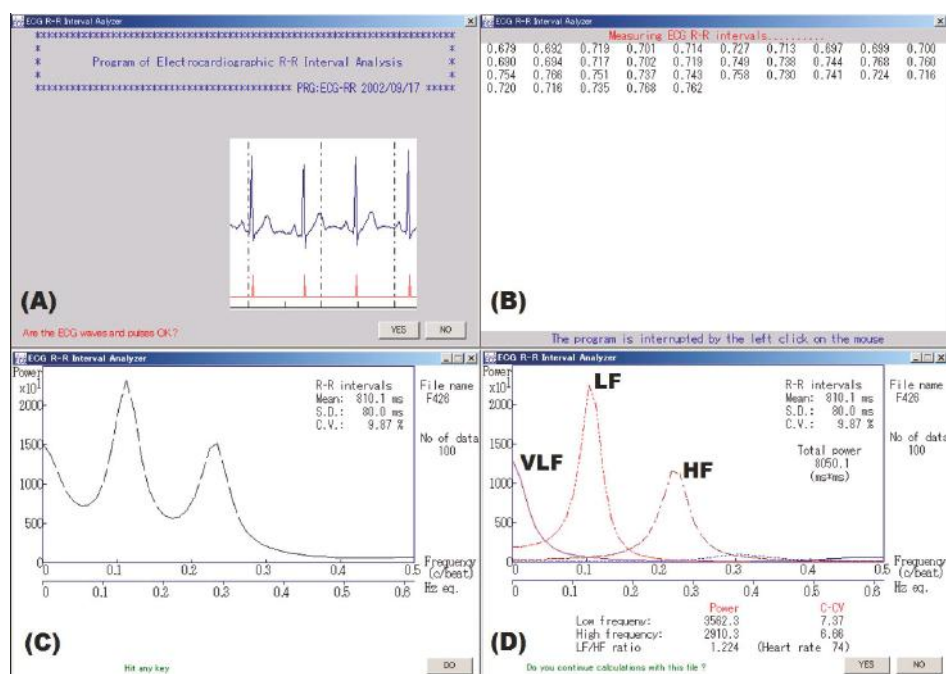 ECG R-R Interval Aalyzer
Program of Electrocardiographic R-R Interval Analysis
PRG:ECG-RR 2002/09/17
(A)
Are the ECG waves and pulses OK?
YES NO
ECG R-R Interval Aalyzer
Measuring ECG R-R intervals..........
0.679 0.692 0.719 0.701 0.714 0.727 0.713 0.697 0.699 0.700
0.690 0.694 0.717 0.702 0.719 0.749 0.738 0.744 0.768 0.760
0.754 0.766 0.751 0.737 0.743 0.758 0.730 0.741 0.724 0.716
0.720 0.716 0.735 0.768 0.762
(B)
The program is interrupted by the left click on the mouse
ECG R-R Interval Analyzer
Power
x10¹
2000
1500
1000
500
0
0 0.1 0.2 0.3 0.4 0.5
0 0.1 0.2 0.3 0.4 0.5 0.6
Frequency
(c/beat)
Hz eq.
R-R intervals
Mean: 810.1 ms
S.D.: 80.0 ms
C.V.: 9.87 %
File name
F426
No of data
100
(C)
Hit any key
DO
ECG R-R Interval Analyzer
Power
x10¹
2000
1500
1000
500
0
LF
VLF
HF
R-R intervals
Mean: 810.1 ms
S.D.: 80.0 ms
C.V.: 9.87 %
Total power
8050.1
(ms*ms)
File name
F426
No of data
100
0 0.1 0.2 0.3 0.4 0.5
0 0.1 0.2 0.3 0.4 0.5 0.6
Frequency
(c/beat)
Hz eq.
Power C-CV
Low frequeny: 3562.3 7.37
High frequency: 2910.3 6.66
LF/HF ratio 1.224 (Heart rate 74)
(D)
Do you continue calculations with this file ?
YES NO